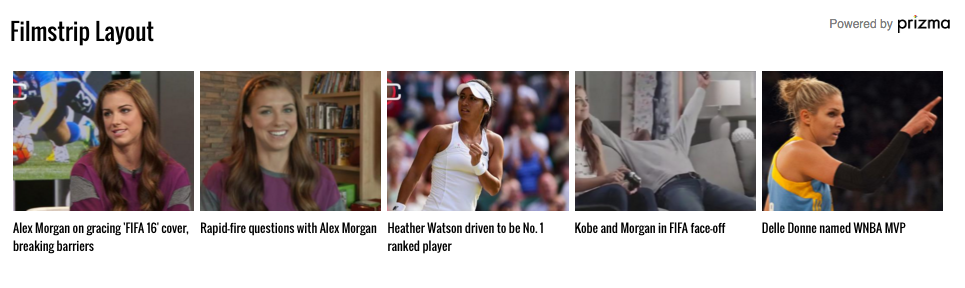 Filmstrip Layout
Powered by prizma
Alex Morgan on gracing 'FIFA 16' cover,
breaking barriers
Rapid-fire questions with Alex Morgan
Heather Watson driven to be No. 1
ranked player
Kobe and Morgan in FIFA face-off
Delle Donne named WNBA MVP